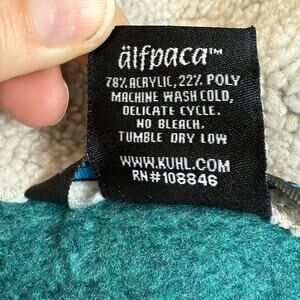 älfpaca™
78% ACRYLIC, 22% POLY
MACHINE WASH COLD,
DELICATE CYCLE.
NO BLEACH.
TUMBLE DRY LOW
WWW.KUHL.COM
RN#108846